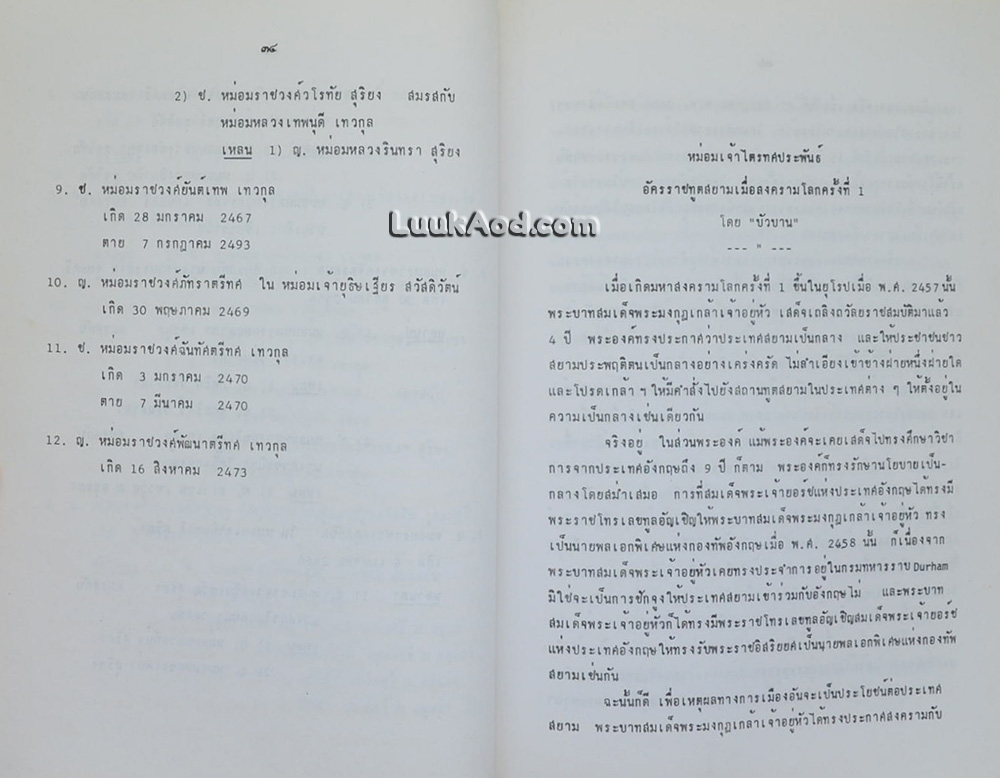 ๓๔
2) ช. หม่อมราชวงศ์วโรทัย สุริยง สมรสกับ
หม่อมหลวงเทพนุดี เทวกุล
เหลน 1) ญ. หม่อมหลวงรินทรา สุริยง
9. ช. หม่อมราชวงศ์ยันต์เทพ เทวกุล
เกิด 28 มกราคม 2467
ตาย 7 กรกฎาคม 2493
10. ญ. หม่อมราชวงศ์ภัทราตรีทศ ใน หม่อมเจ้ายุธิษเฐียร สวัสดิวัตน์
เกิด 30 พฤษภาคม 2469
11. ช. หม่อมราชวงศ์ฉันทัศตรีทศ เทวกุล
เกิด 3 มกราคม 2470
ตาย 7 มีนาคม 2470
12. ญ. หม่อมราชวงศ์พัฒนาตรีทศ เทวกุล
เกิด 16 สิงหาคม 2473
LuukAod.com
หม่อมเจ้าไตรทศประพันธ์
อัครราชทูตสยามเมื่อสงครามโลกครั้งที่ 1
โดย "บัวบาน"
--- " ---
เมื่อเกิดมหาสงครามโลกครั้งที่ 1 ขึ้นในยุโรปเมื่อ พ.ศ. 2457 นั้น
พระบาทสมเด็จพระมงกุฎเกล้าเจ้าอยู่หัว เสด็จเถลิงถวัลยราชสมบัติมาแล้ว
4 ปี พระองค์ทรงประกาศว่าประเทศสยามเป็นกลาง และให้ประชาชนชาว
สยามประพฤติตนเป็นกลางอย่างเคร่งครัด ไม่ลำเอียงเข้าข้างฝ่ายหนึ่งฝ่ายใด
และโปรดเกล้า ฯ ให้มีคำสั่งไปยังสถานทูตสยามในประเทศต่าง ๆ ให้ตั้งอยู่ใน
ความเป็นกลางเช่นเดียวกัน
จริงอยู่ ในส่วนพระองค์ แม้พระองค์จะเคยเสด็จไปทรงศึกษาวิชา
การจากประเทศอังกฤษถึง 9 ปี ก็ตาม พระองค์ก็ทรงรักษานโยบายเป็น-
กลางโดยสม่ำเสมอ การที่สมเด็จพระเจ้ายอร์ชแห่งประเทศอังกฤษได้ทรงมี
พระราชโทรเลขทูลอัญเชิญให้พระบาทสมเด็จพระมงกุฎเกล้าเจ้าอยู่หัว ทรง
เป็นนายพลเอกพิเศษแห่งกองทัพอังกฤษเมื่อ พ.ศ. 2458 นั้น ก็เนื่องจาก
พระบาทสมเด็จพระเจ้าอยู่หัวเคยทรงประจำการอยู่ในกรมทหารราบ Durham
มิใช่จะเป็นการชักจูงให้ประเทศสยามเข้าร่วมกับอังกฤษไม่ และพระบาท
สมเด็จพระเจ้าอยู่หัวก็ได้ทรงมีพระราชโทรเลขทูลอัญเชิญสมเด็จพระเจ้ายอร์ช
แห่งประเทศอังกฤษให้ทรงรับพระราชอิสริยยศเป็นนายพลเอกพิเศษแห่งกองทัพ
สยามเช่นกัน
ฉะนั้นก็ดี เพื่อเหตุผลทางการเมืองอันจะเป็นประโยชน์ต่อประเทศ
สยาม พระบาทสมเด็จพระมงกุฎเกล้าเจ้าอยู่หัวได้ทรงประกาศสงครามกับ